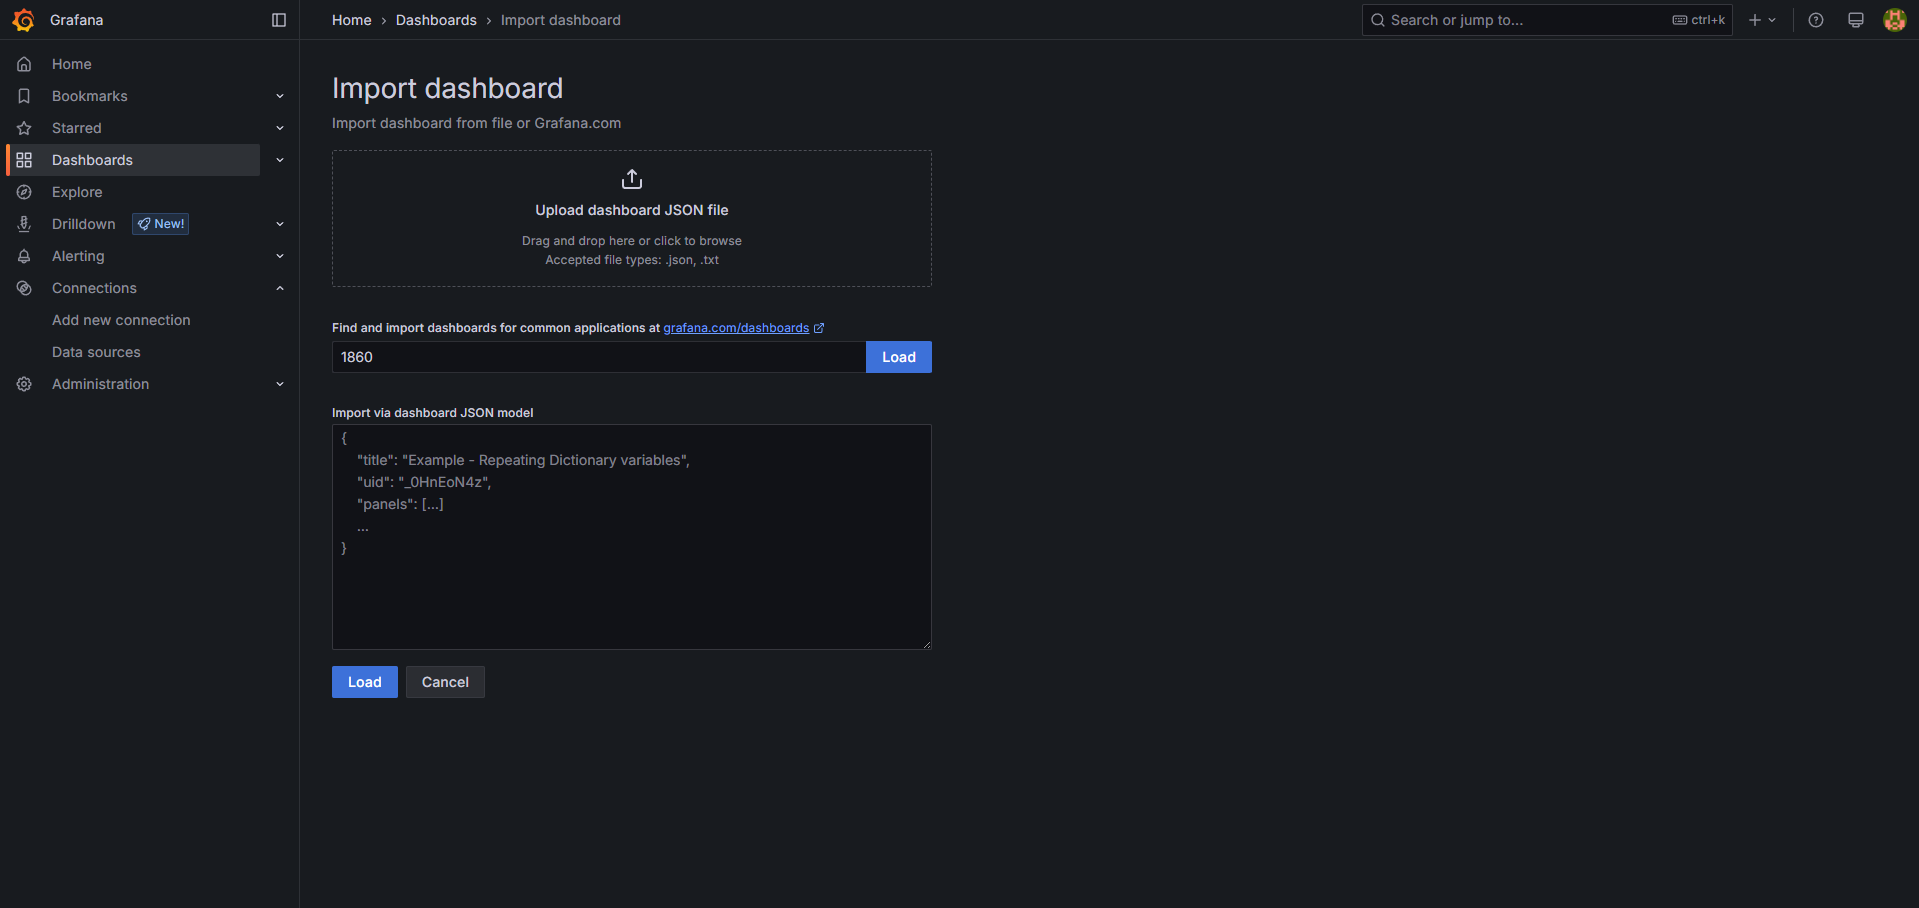 Grafana
Home › Dashboards › Import dashboard
Search or jump to...
ctrl+k
Home
Bookmarks
Starred
Dashboards
Explore
Drilldown
New!
Alerting
Connections
Add new connection
Data sources
Administration
Import dashboard
Import dashboard from file or Grafana.com
Upload dashboard JSON file
Drag and drop here or click to browse
Accepted file types: .json, .txt
Find and import dashboards for common applications at grafana.com/dashboards
1860
Load
Import via dashboard JSON model
{
"title": "Example - Repeating Dictionary variables",
"uid": "_0HnEoN4z",
"panels": [...]
...
}
Load
Cancel